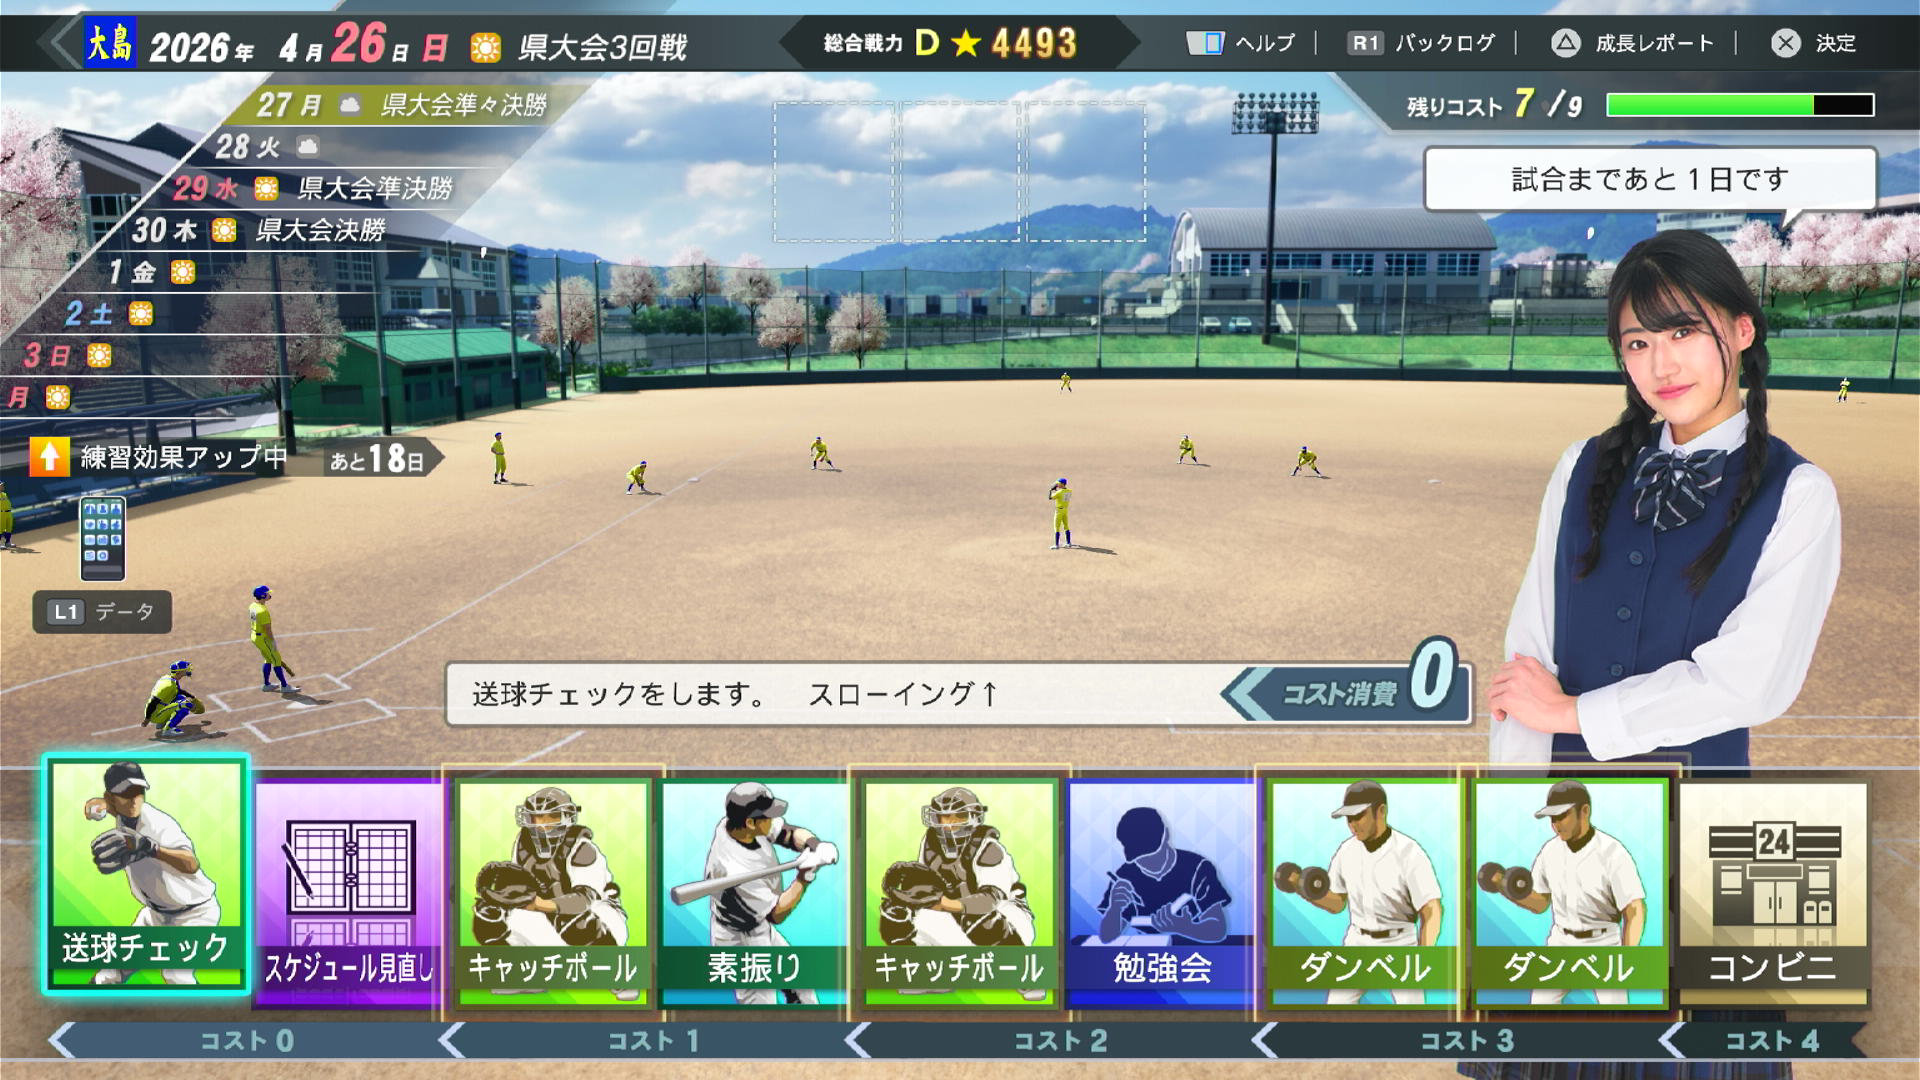 大島 2026年 4月26日 日 県大会3回戦
総合戦力 D ★ 4493
ヘルプ | R1 バックログ | 成長レポート | 決定
27 月 県大会準々決勝
28 火
29 水 県大会準決勝
30 木 県大会決勝
1 金
2 土
3 日
月
残りコスト 7/9
試合まであと1日です
練習効果アップ中 あと18日
L1 データ
送球チェックをします。 スローイング↑
コスト消費 0
送球チェック
スケジュール見直し
キャッチボール
素振り
キャッチボール
勉強会
ダンベル
ダンベル
24
コンビニ
コスト 0
コスト 1
コスト 2
コスト 3
コスト 4